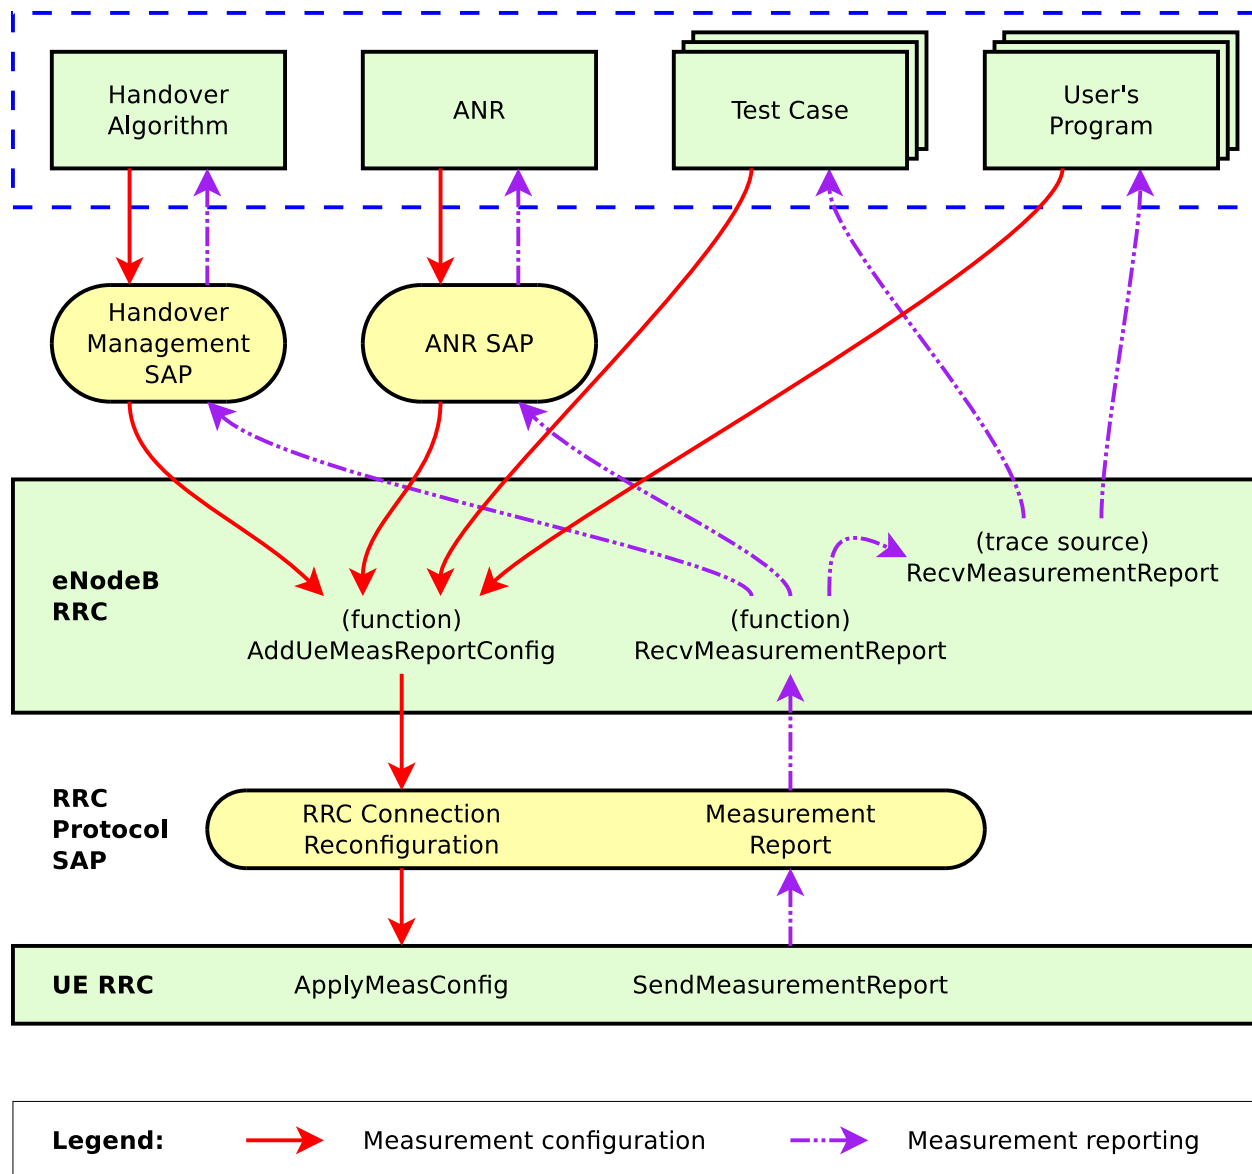 Handover
Algorithm
ANR
Test Case
User's
Program
Handover
Management
SAP
ANR SAP
eNodeB
RRC
(function)
AddUeMeasReportConfig
(function)
RecvMeasurementReport
(trace source)
RecvMeasurementReport
RRC
Protocol
SAP
RRC Connection
Reconfiguration
Measurement
Report
UE RRC
ApplyMeasConfig
SendMeasurementReport
Legend:
Measurement configuration
Measurement reporting